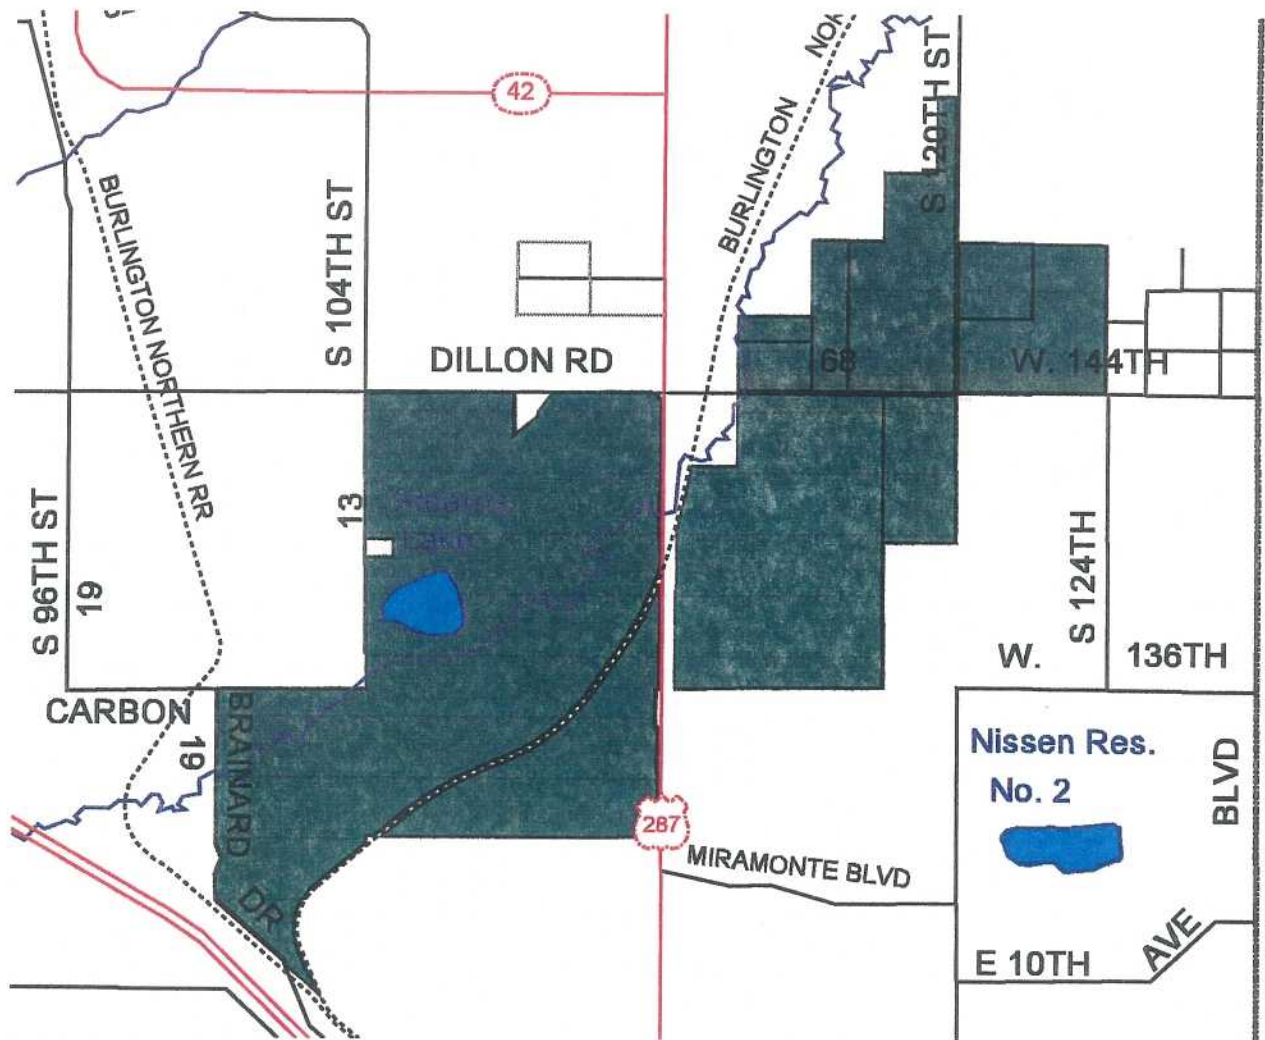 42
BURLINGTON
S 120TH ST
BURLINGTON NORTHERN RR
S 104TH ST
DILLON RD
68
W. 144TH
S 96TH ST
19
13
Lake
S 124TH
W. 136TH
CARBON
19
BRAINARD
DR
Nissen Res.
No. 2
BLVD
287
MIRAMONTE BLVD
E 10TH
AVE